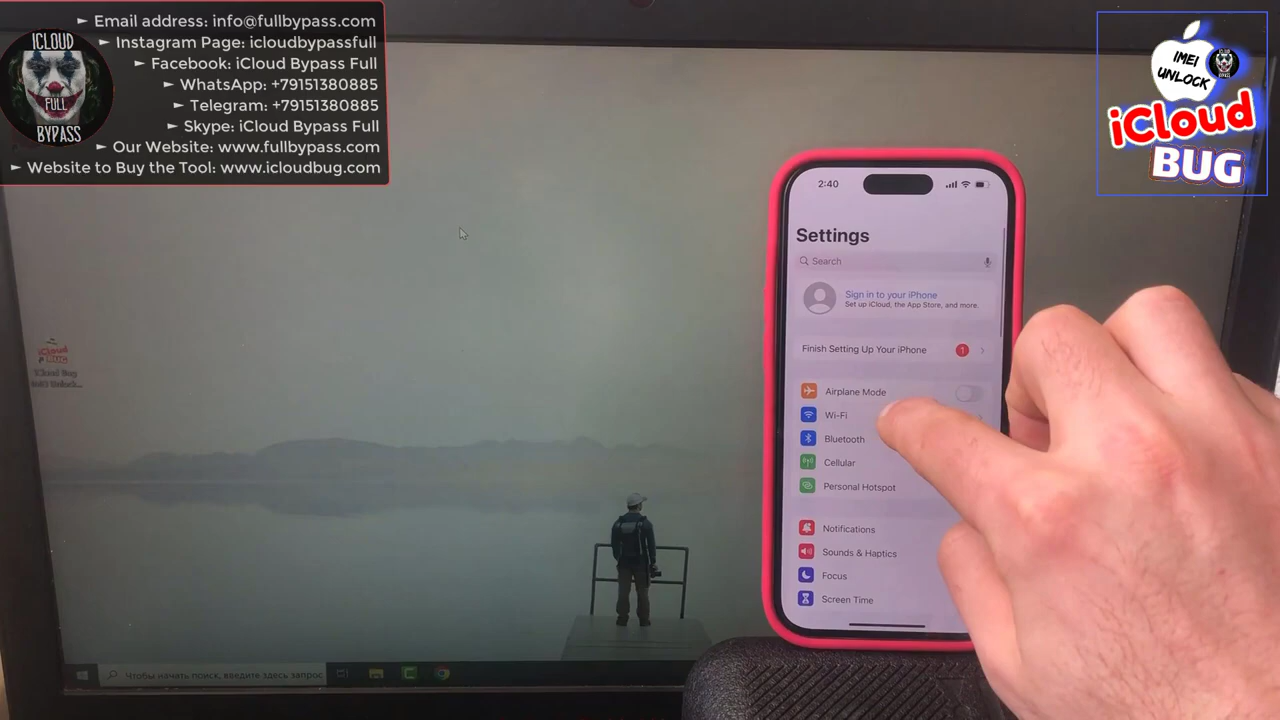 ► Email address: info@fullbypass.com
► Instagram Page: icloudbypassfull
► Facebook: iCloud Bypass Full
► WhatsApp: +79151380885
► Telegram: +79151380885
► Skype: iCloud Bypass Full
► Our Website: www.fullbypass.com
► Website to Buy the Tool: www.icloudbug.com
ICLOUD
FULL
BYPASS
IMEI
UNLOCK
iCloud
BUG
2:40
Settings
Search
Sign in to your iPhone
Set up iCloud, the App Store, and more.
Finish Setting Up Your iPhone
1
Airplane Mode
Wi-Fi
Bluetooth
Cellular
Personal Hotspot
Notifications
Sounds & Haptics
Focus
Screen Time
iCloud Bug
IMEI Unlock...
Чтобы начать поиск, введите здесь запрос